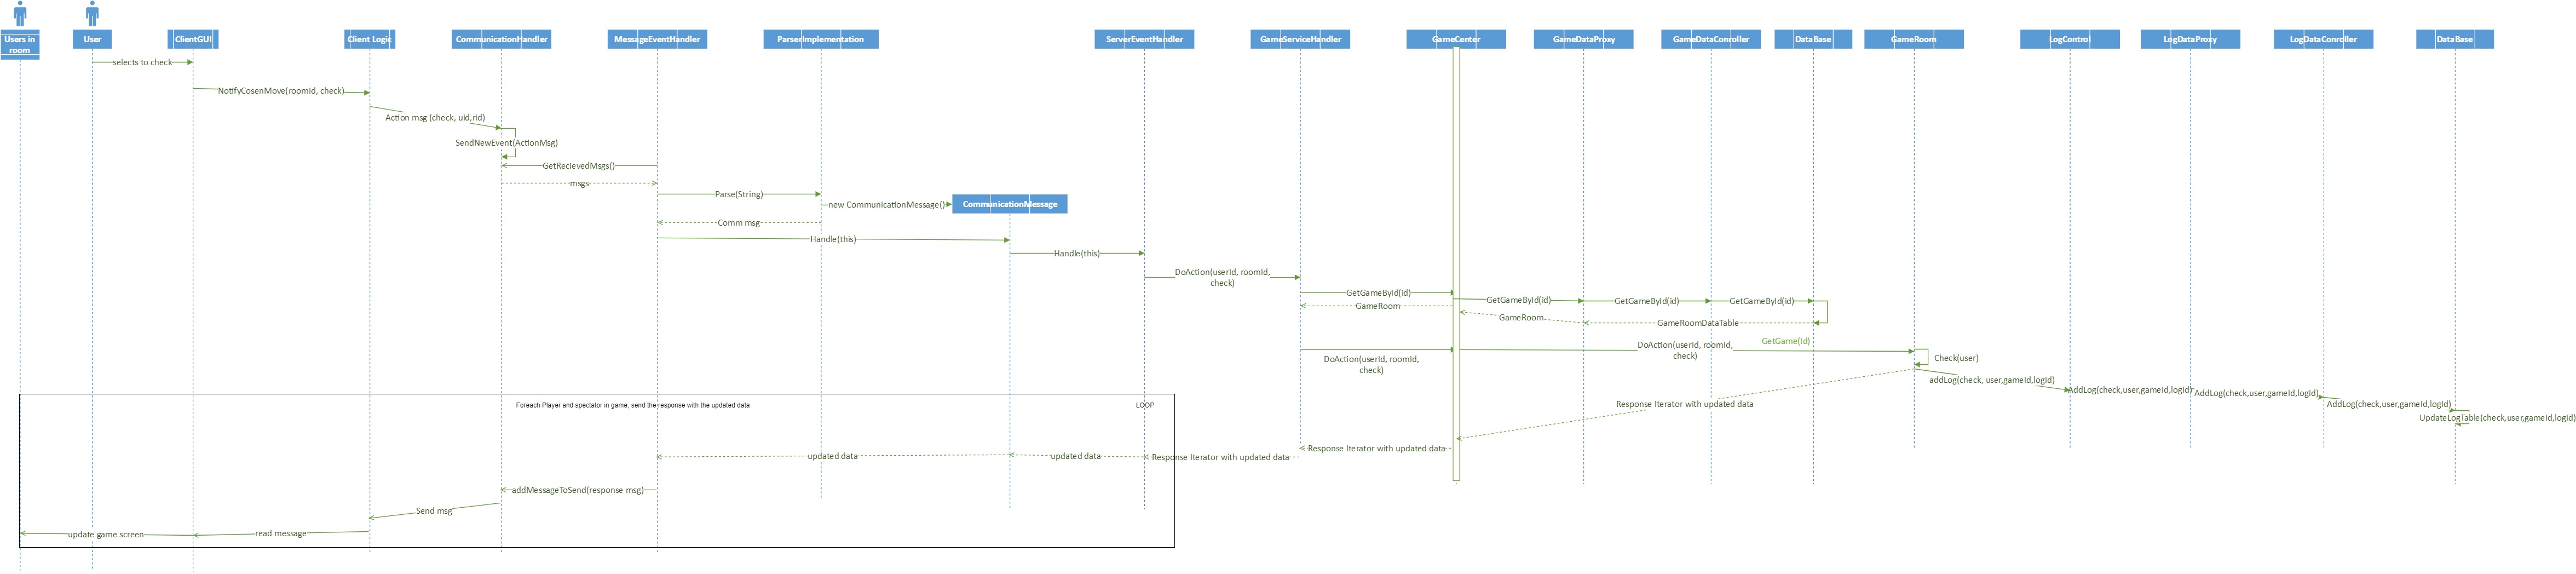 Users in
room
User
ClientGUI
Client Logic
CommunicationHandler
MessageEventHandler
ParserImplementation
ServerEventHandler
GameServiceHandler
GameCenter
GameDataProxy
GameDataConroller
DataBase
GameRoom
LogControl
LogDataProxy
LogDataConroller
DataBase
selects to check
NotifyCosenMove(roomId, check)
Action msg (check, uid,rid)
SendNewEvent(ActionMsg)
GetRecievedMsgs()
msgs
Parse(String)
new CommunicationMessage()
CommunicationMessage
Comm msg
Handle(this)
Handle(this)
DoAction(userId, roomId,
check)
GetGameById(id)
GetGameById(id)
GetGameById(id)
GetGameById(id)
GameRoom
GameRoom
GameRoomDataTable
GetGame(Id)
DoAction(userId, roomId,
check)
DoAction(userId, roomId,
check)
Check(user)
addLog(check, user,gameId,logId)
AddLog(check,user,gameId,logId)
AddLog(check,user,gameId,logId)
AddLog(check,user,gameId,logId)
UpdateLogTable(check,user,gameId,logId)
Foreach Player and spectator in game, send the response with the updated data
LOOP
Response Iterator with updated data
Response Iterator with updated data
Response Iterator with updated data
updated data
updated data
addMessageToSend(response msg)
Send msg
read message
update game screen